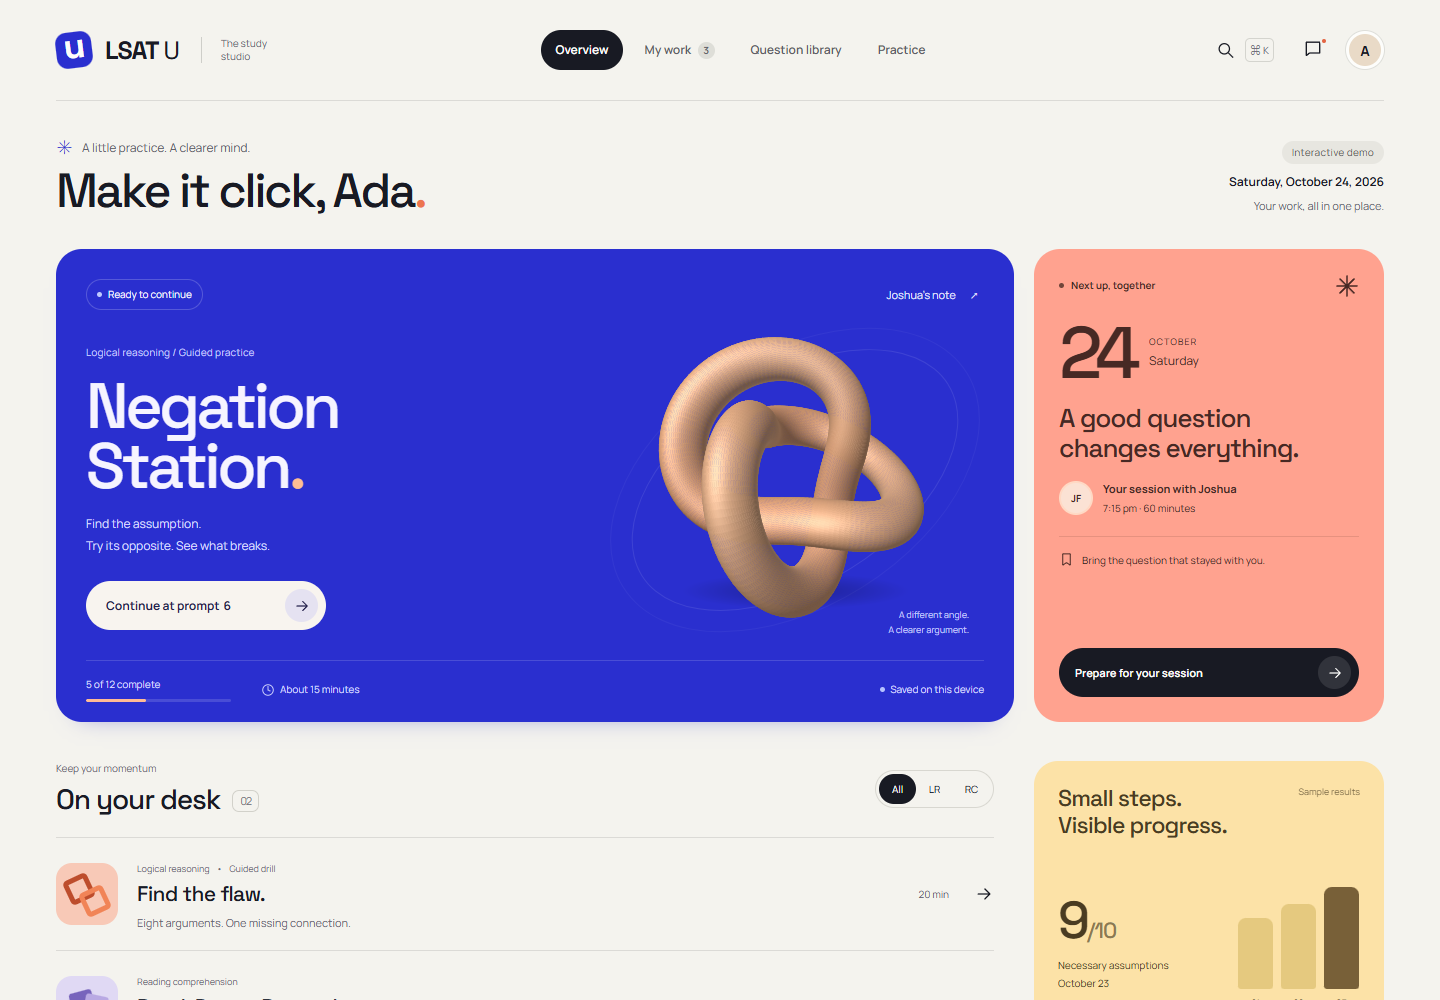 u LSAT U
The study
studio
Overview
My work 3
Question library
Practice
⌘ K
A
A little practice. A clearer mind.
Make it click, Ada.
Interactive demo
Saturday, October 24, 2026
Your work, all in one place.
Ready to continue
Joshua's note ↗
Logical reasoning / Guided practice
Negation
Station.
Find the assumption.
Try its opposite. See what breaks.
Continue at prompt 6
A different angle.
A clearer argument.
5 of 12 complete
About 15 minutes
Saved on this device
Next up, together
24
OCTOBER
Saturday
A good question
changes everything.
JF
Your session with Joshua
7:15 pm · 60 minutes
Bring the question that stayed with you.
Prepare for your session
Keep your momentum
On your desk 02
All
LR
RC
Logical reasoning • Guided drill
Find the flaw.
Eight arguments. One missing connection.
20 min
Reading comprehension
Small steps.
Visible progress.
Sample results
9/10
Necessary assumptions
October 23